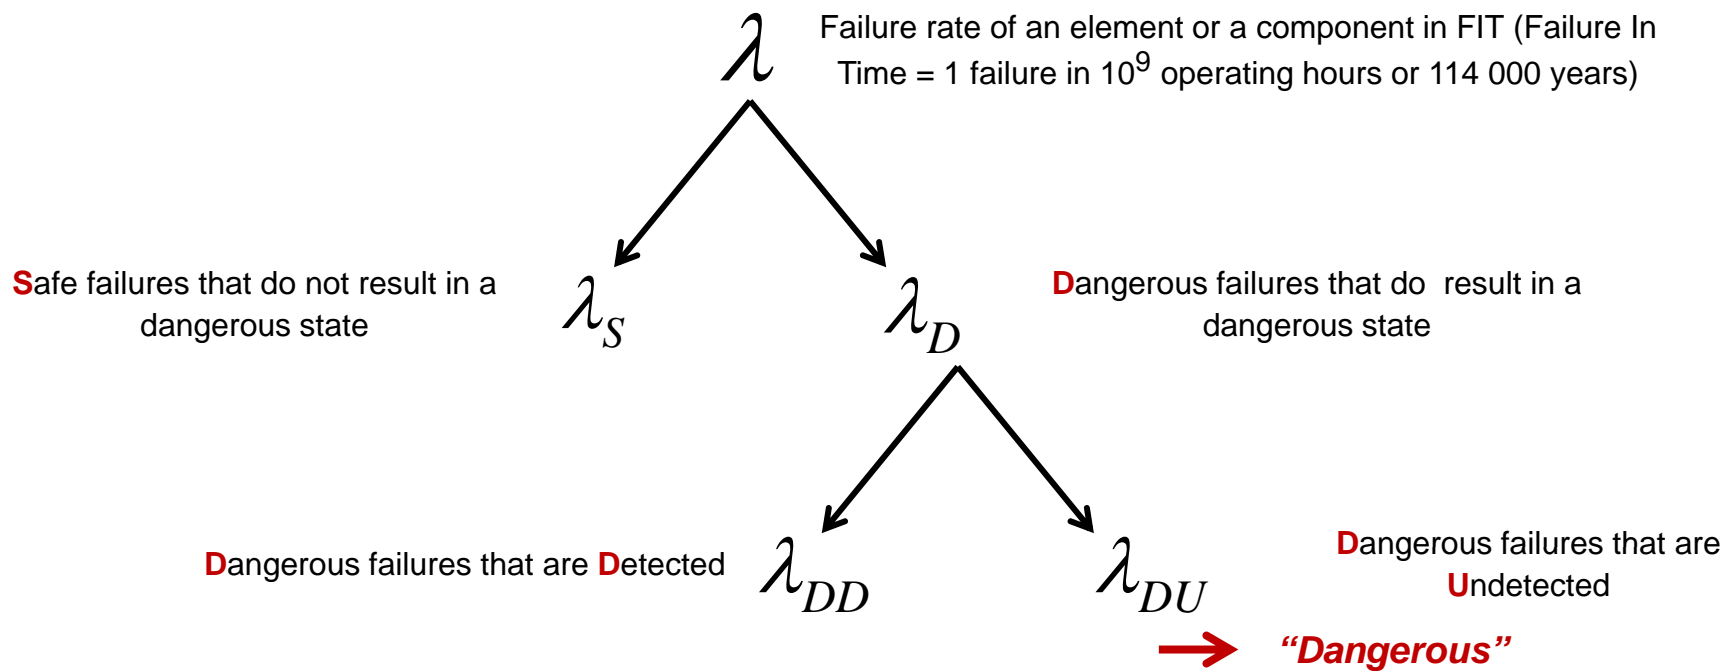 λ
Failure rate of an element or a component in FIT (Failure In
Time = 1 failure in 10⁹ operating hours or 114 000 years)
Safe failures that do not result in a
dangerous state
λS
λD
Dangerous failures that do  result in a
dangerous state
Dangerous failures that are Detected
λDD
λDU
Dangerous failures that are
Undetected
“Dangerous”